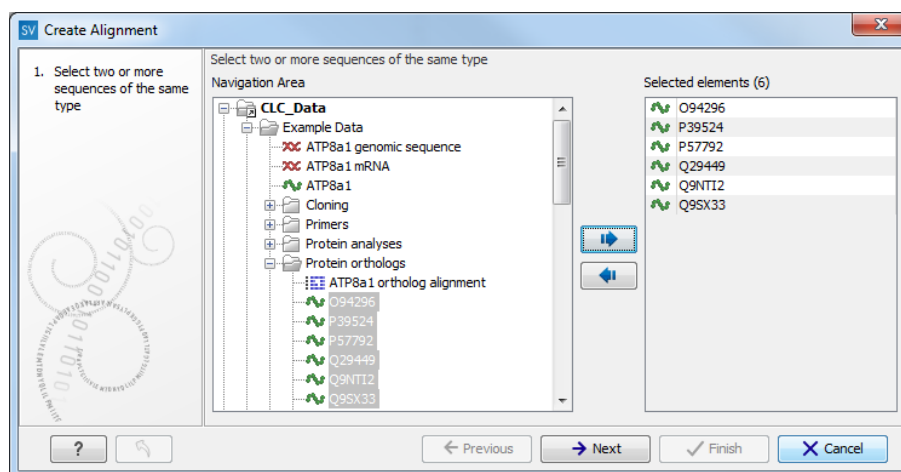 SV Create Alignment
1. Select two or more
sequences of the same
type
Select two or more sequences of the same type
Navigation Area
CLC_Data
Example Data
ATP8a1 genomic sequence
ATP8a1 mRNA
ATP8a1
Cloning
Primers
Protein analyses
Protein orthologs
ATP8a1 ortholog alignment
O94296
P39524
P57792
Q29449
Q9NTI2
Q9SX33
Selected elements (6)
O94296
P39524
P57792
Q29449
Q9NTI2
Q9SX33
? Previous Next Finish Cancel